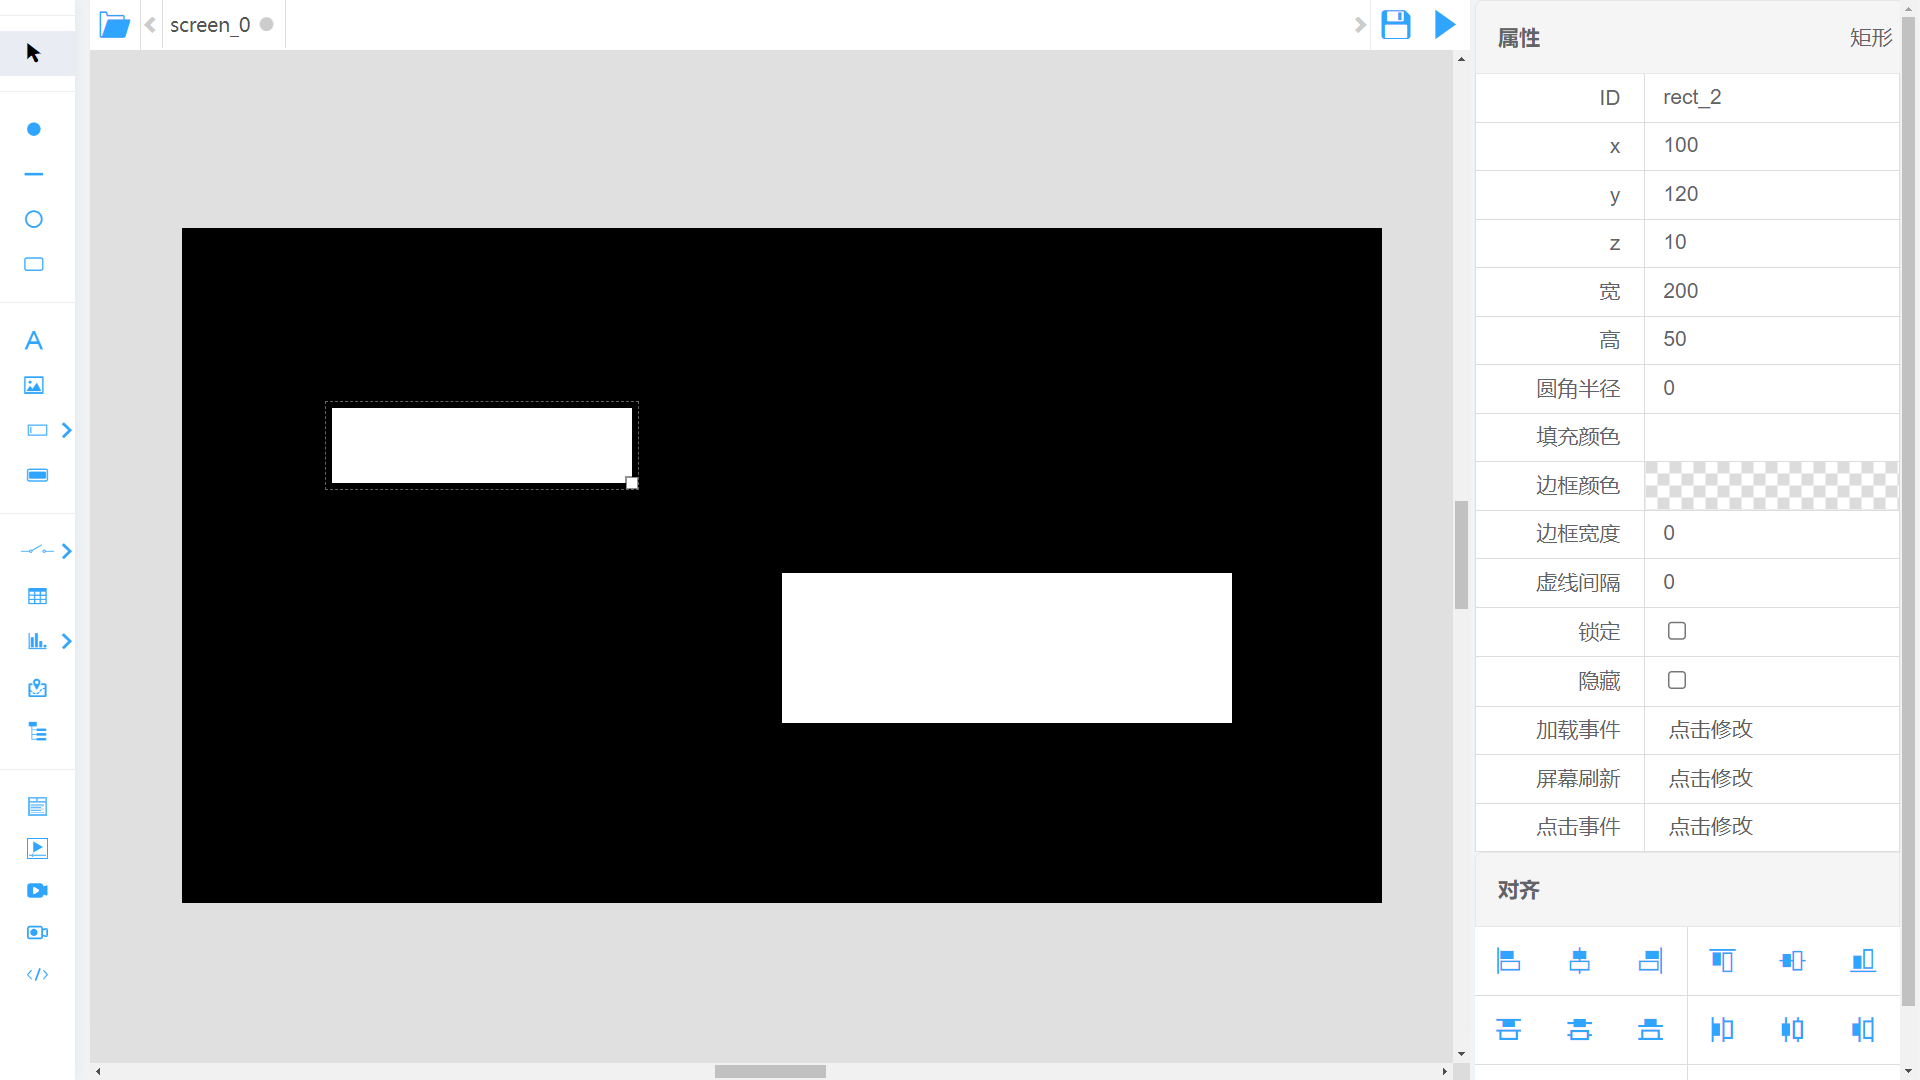 screen_0
属性 矩形
ID rect_2
x 100
y 120
z 10
宽 200
高 50
圆角半径 0
填充颜色
边框颜色
边框宽度 0
虚线间隔 0
锁定
隐藏
加载事件 点击修改
屏幕刷新 点击修改
点击事件 点击修改
对齐